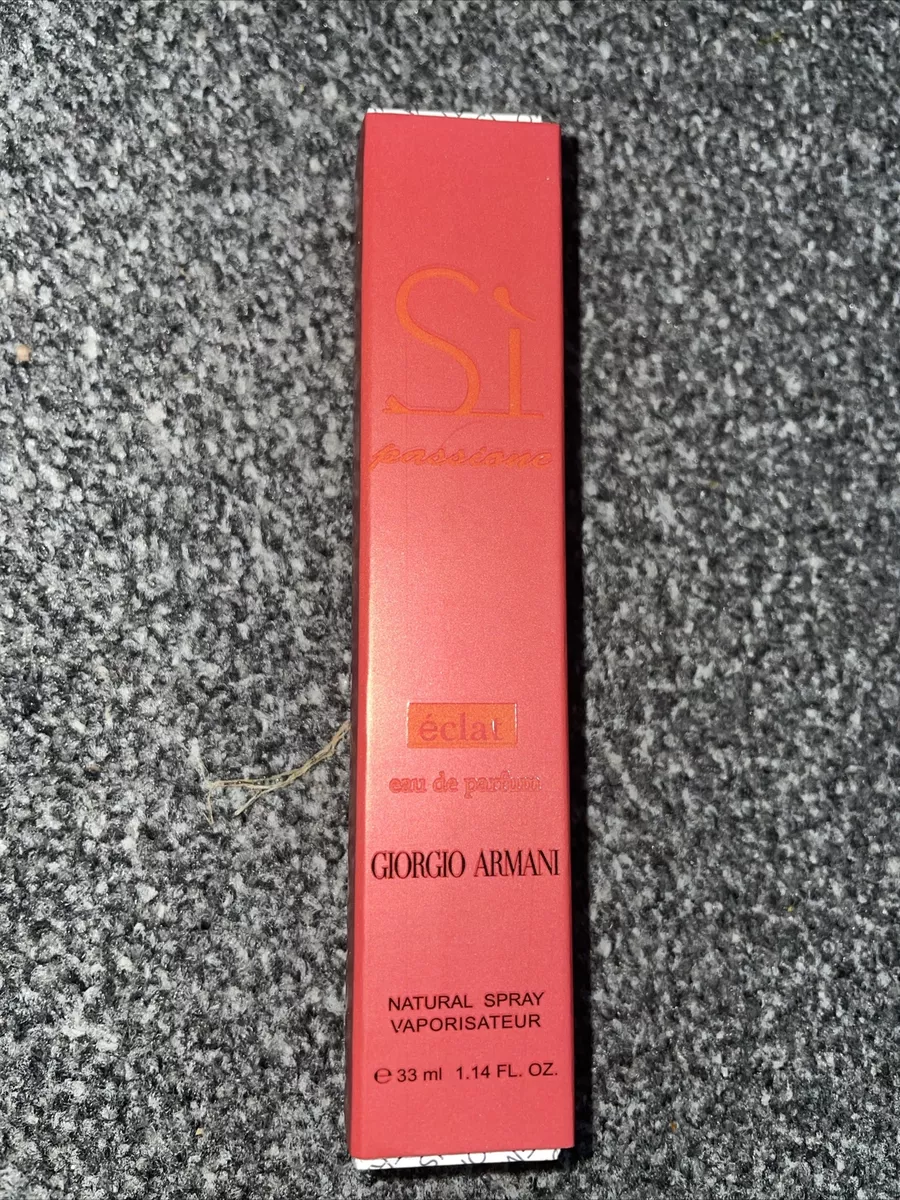 Sì
passione
éclat
eau de parfum
GIORGIO ARMANI
NATURAL SPRAY
VAPORISATEUR
℮ 33 ml 1.14 FL. OZ.